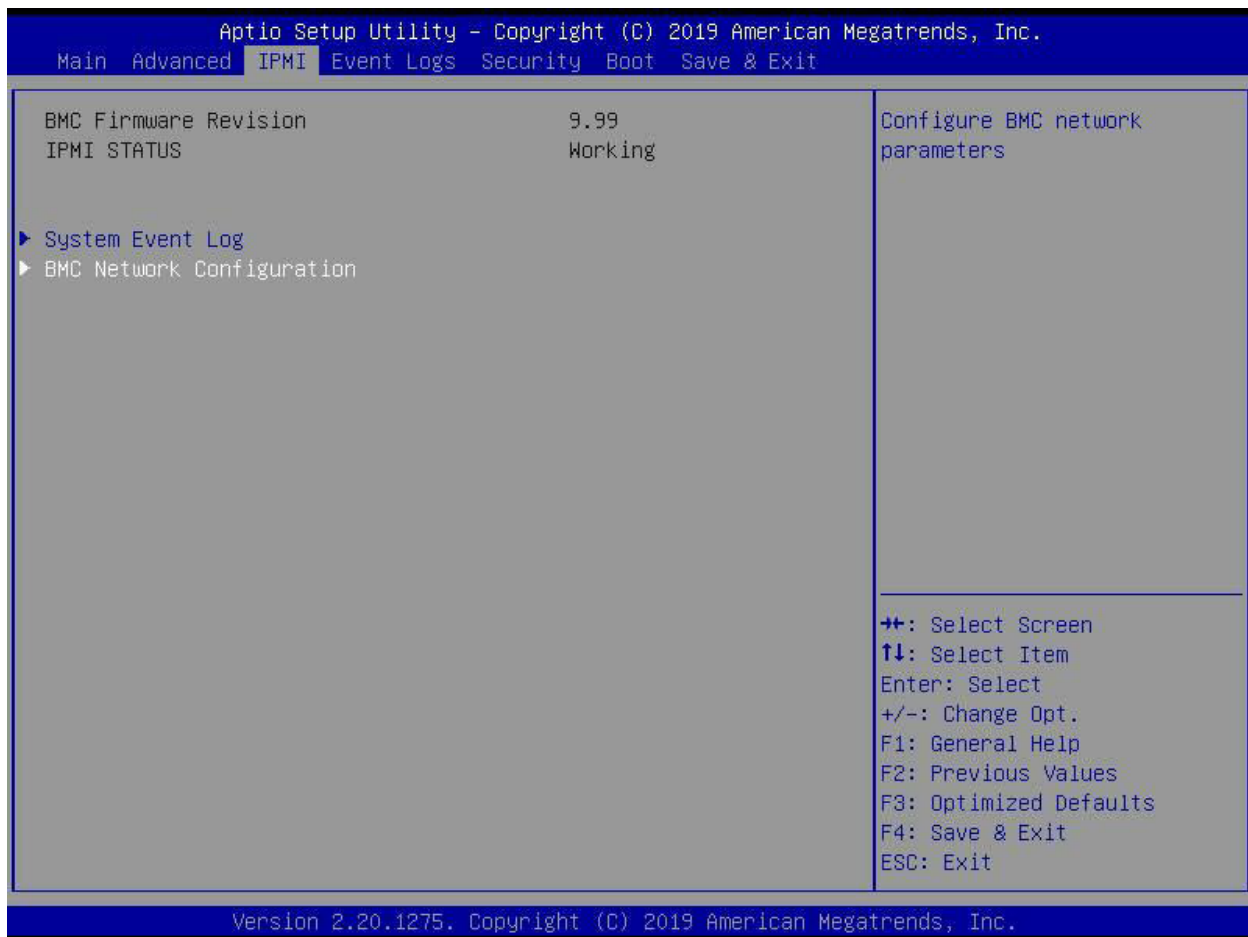 Aptio Setup Utility – Copyright (C) 2019 American Megatrends, Inc.
Main Advanced IPMI Event Logs Security Boot Save & Exit
BMC Firmware Revision 9.99
IPMI STATUS Working
System Event Log
BMC Network Configuration
Configure BMC network
parameters
→←: Select Screen
↑↓: Select Item
Enter: Select
+/-: Change Opt.
F1: General Help
F2: Previous Values
F3: Optimized Defaults
F4: Save & Exit
ESC: Exit
Version 2.20.1275. Copyright (C) 2019 American Megatrends, Inc.